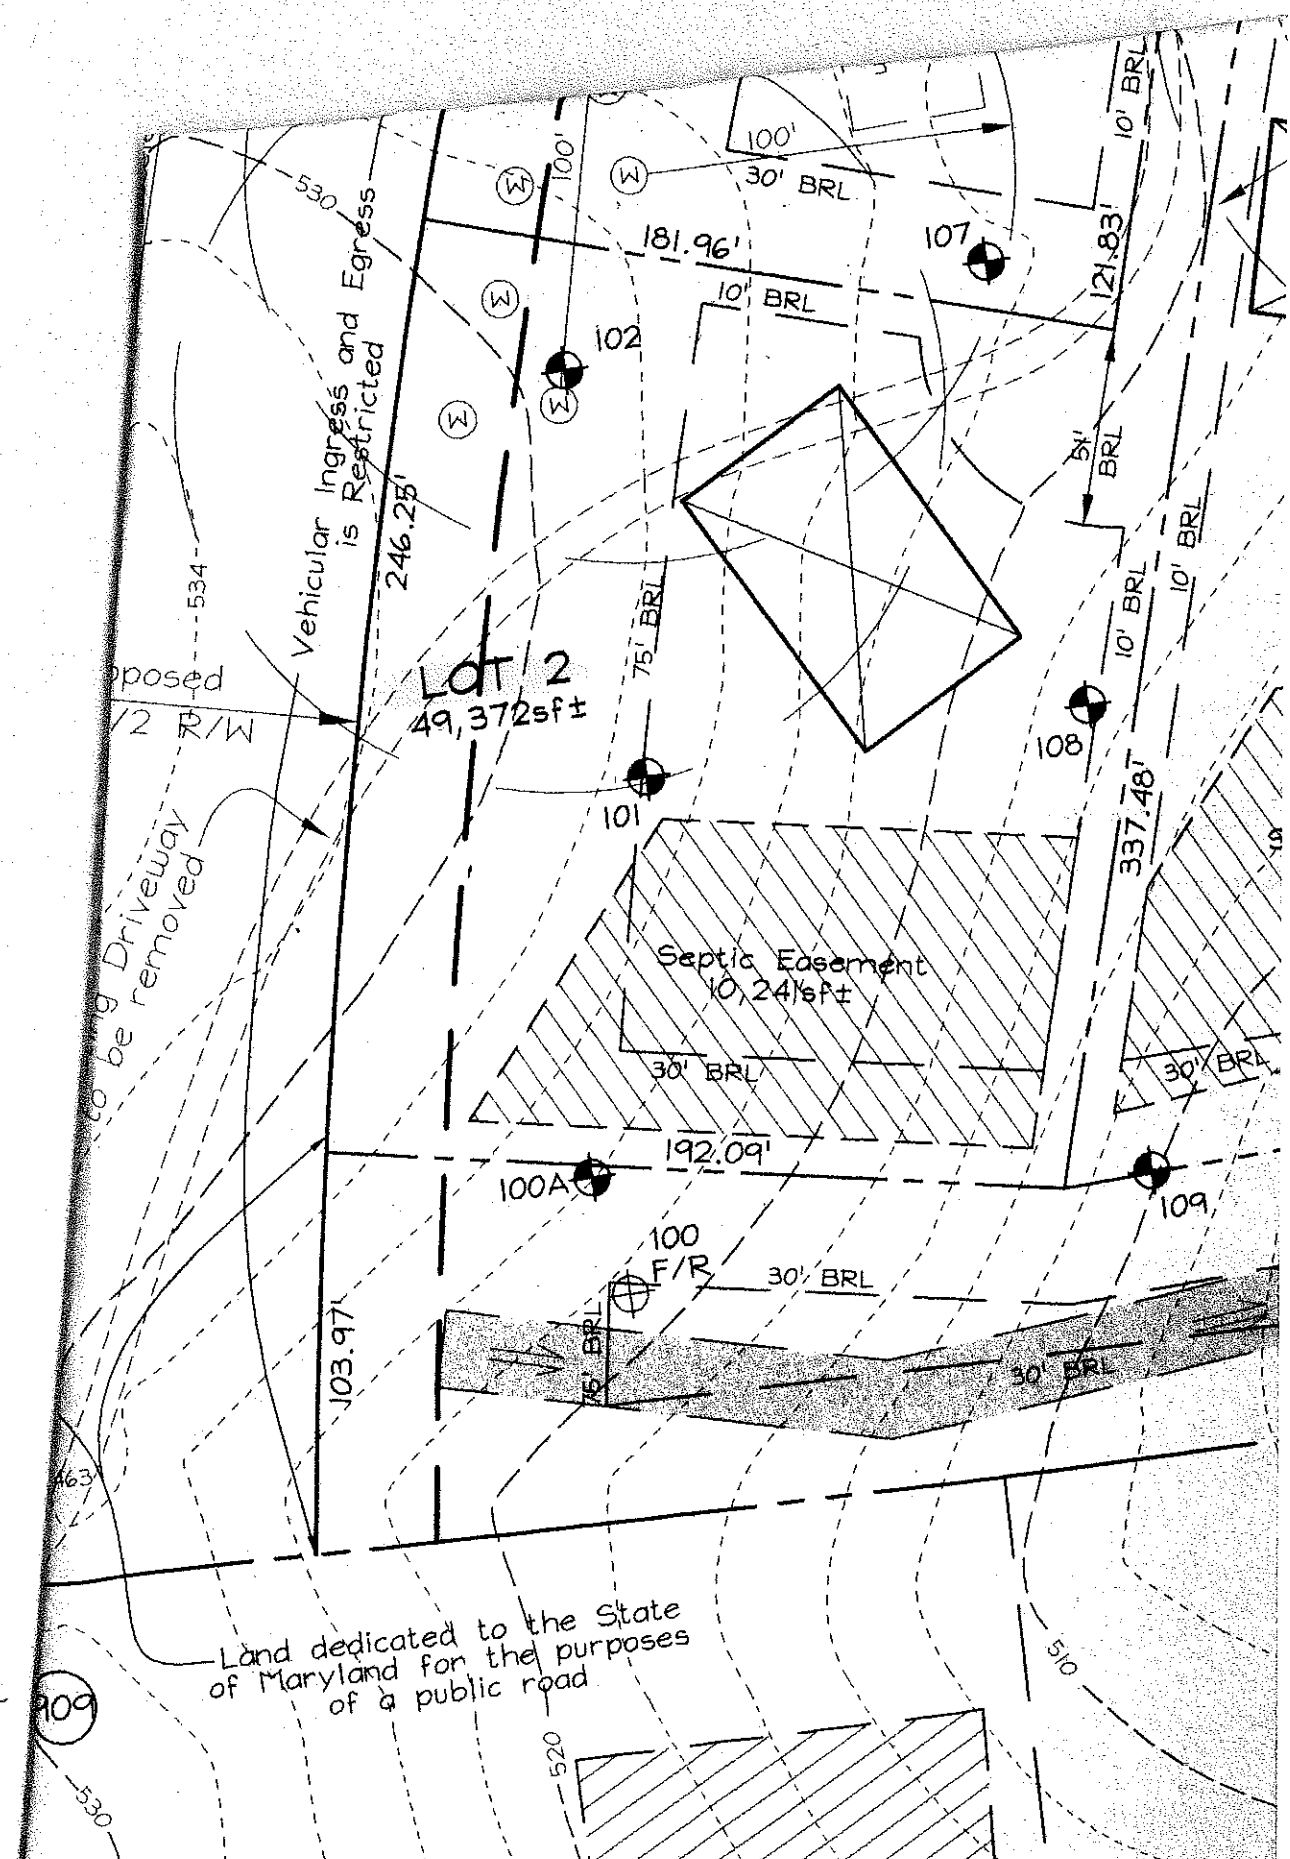 10' BRL
100'
100'
30' BRL
530
107
181.96'
121.83'
10' BRL
102
Vehicular Ingress and Egress
is Restricted
246.25'
51'
BRL
10' BRL
534
10' BRL
75' BRL
LOT 2
49,372sf±
posed
1/2 R/W
108
101
337.48'
Driveway
to be removed
Septic Easement
10,241sf±
30' BRL
30' BRL
192.09'
100A
109
100
F/R
30' BRL
75' BRL
103.97'
30' BRL
463
Land dedicated to the State
of Maryland for the purposes
of a public road
510
909
520
530